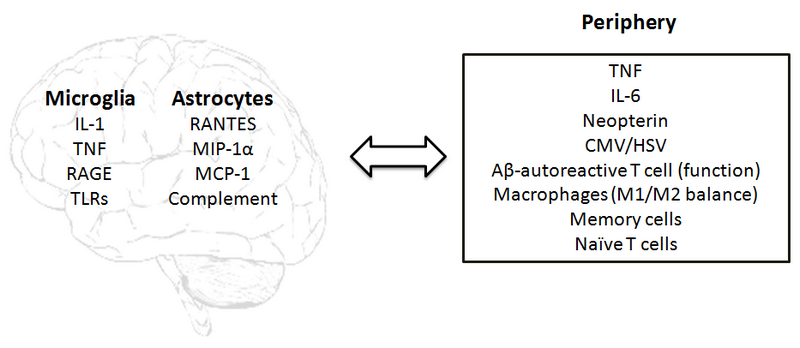 Periphery
Microglia
IL-1
TNF
RAGE
TLRs
Astrocytes
RANTES
MIP-1α
MCP-1
Complement
TNF
IL-6
Neopterin
CMV/HSV
Aβ-autoreactive T cell (function)
Macrophages (M1/M2 balance)
Memory cells
Naïve T cells